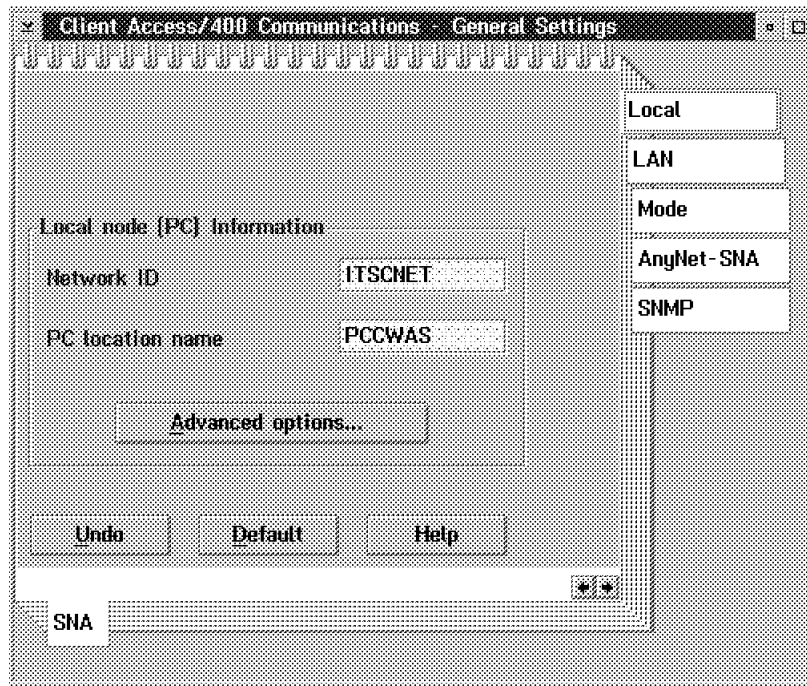 Client Access/400 Communications - General Settings
Local
LAN
Mode
AnyNet-SNA
SNMP
Local node (PC) Information
Network ID ITSCNET
PC location name PCCWAS
Advanced options...
Undo Default Help
SNA